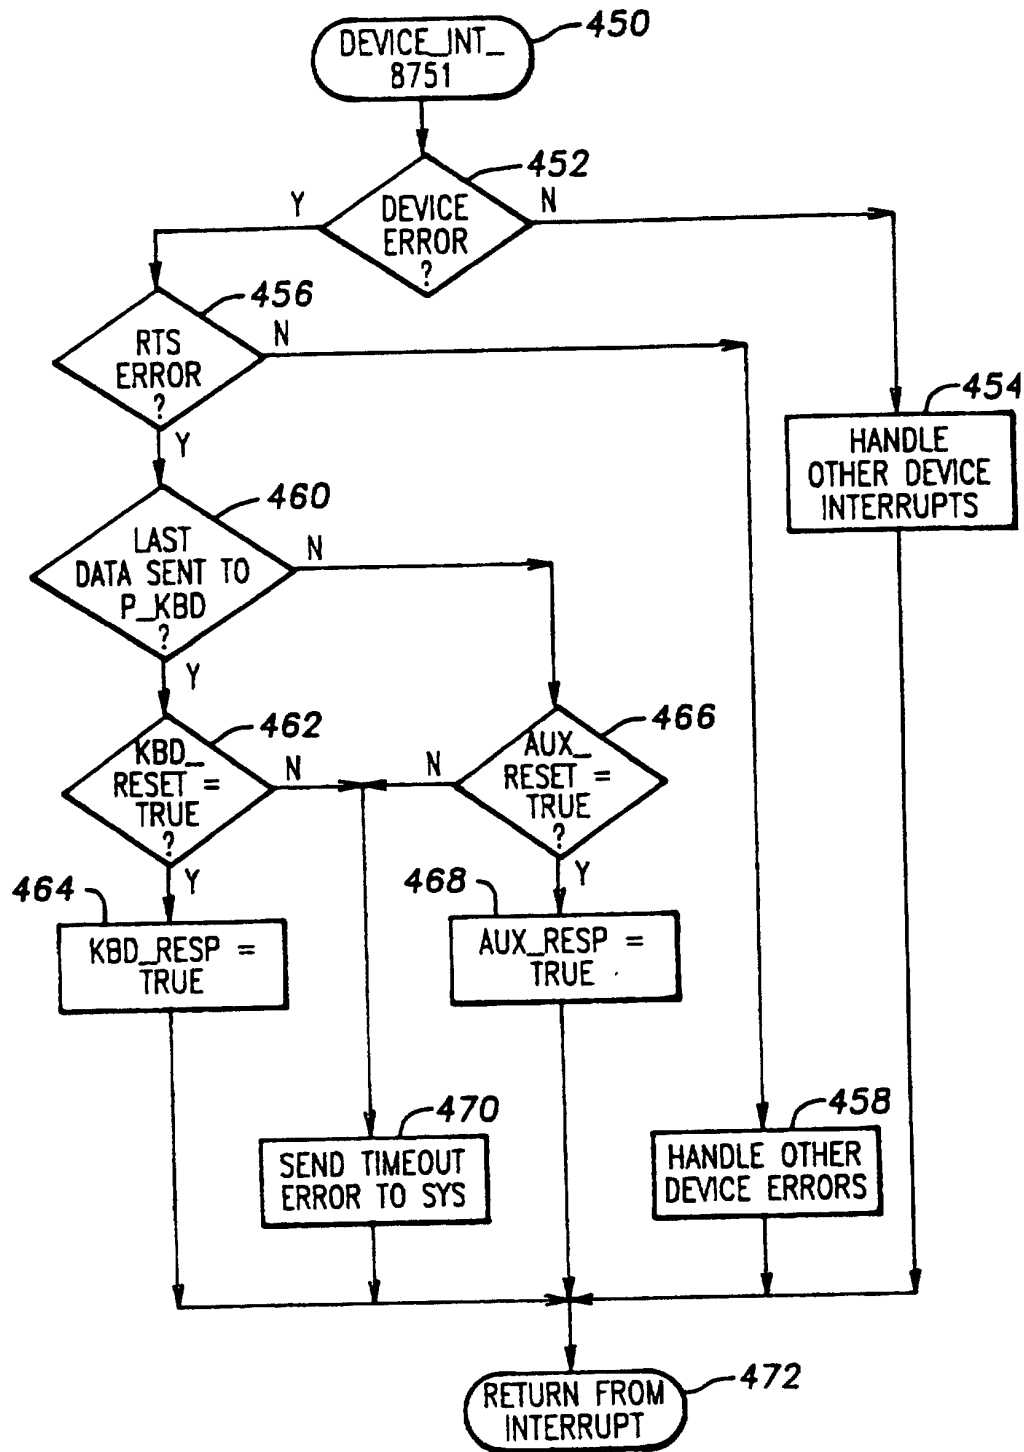 450
DEVICE_INT_
8751
452
Y
N
DEVICE
ERROR
?
456
N
RTS
ERROR
?
Y
454
HANDLE
OTHER DEVICE
INTERRUPTS
460
N
LAST
DATA SENT TO
P_KBD
?
Y
462
KBD_
RESET =
TRUE
?
N
Y
466
AUX_
RESET =
TRUE
?
N
Y
464
KBD_RESP =
TRUE
468
AUX_RESP =
TRUE
470
SEND TIMEOUT
ERROR TO SYS
458
HANDLE OTHER
DEVICE ERRORS
472
RETURN FROM
INTERRUPT